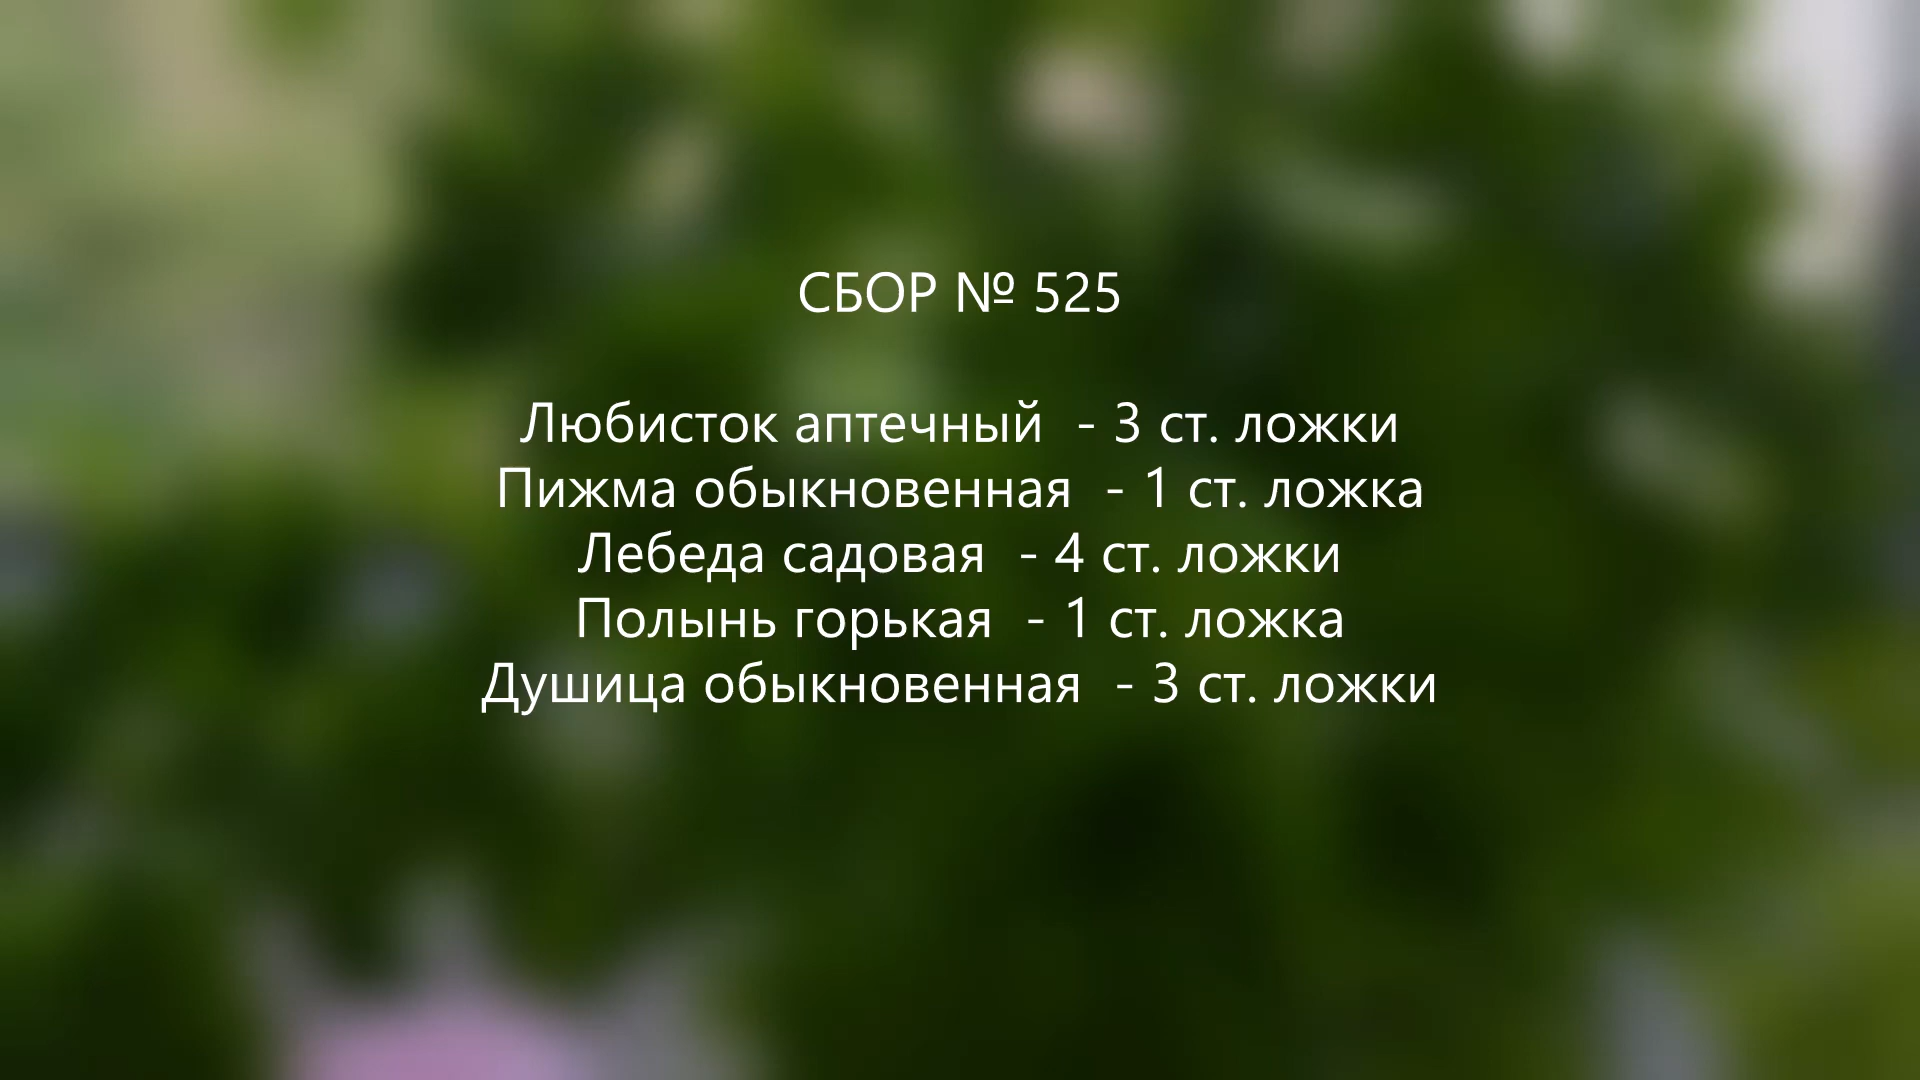 СБОР № 525
Любисток аптечный - 3 ст. ложки
Пижма обыкновенная - 1 ст. ложка
Лебеда садовая - 4 ст. ложки
Полынь горькая - 1 ст. ложка
Душица обыкновенная - 3 ст. ложки